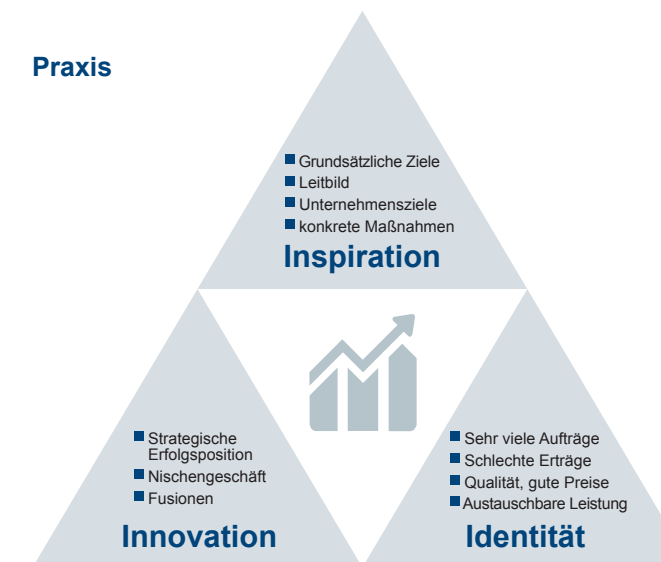 Praxis
Grundsätzliche Ziele
Leitbild
Unternehmensziele
konkrete Maßnahmen
Inspiration
Strategische
Erfolgsposition
Nischengeschäft
Fusionen
Innovation
Sehr viele Aufträge
Schlechte Erträge
Qualität, gute Preise
Austauschbare Leistung
Identität